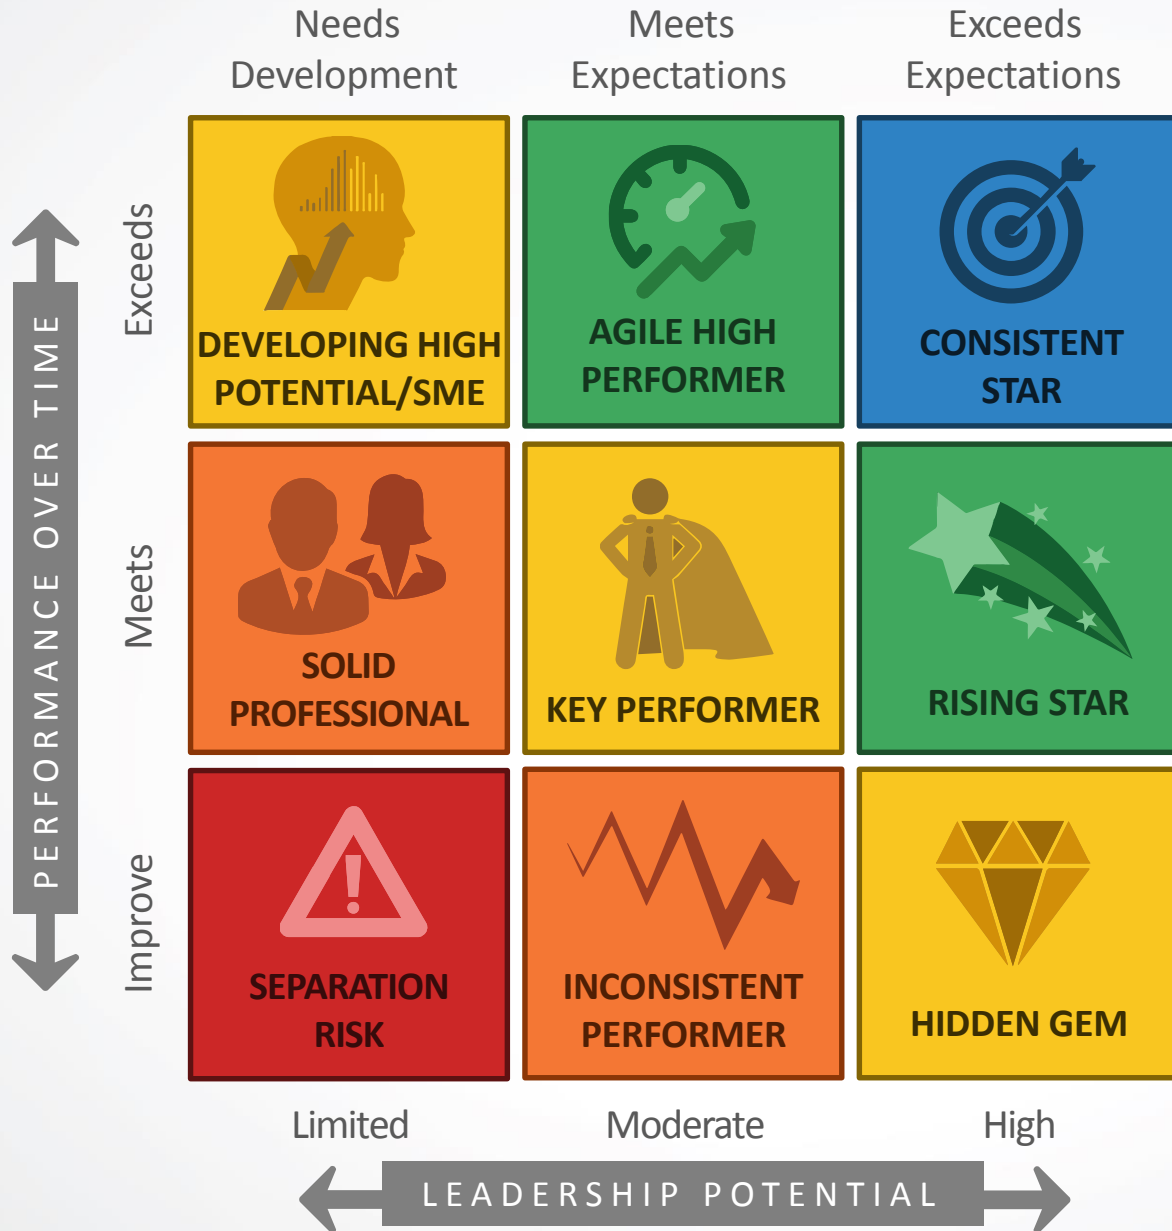 Needs
Development
Meets
Expectations
Exceeds
Expectations
PERFORMANCE OVER TIME
Exceeds
DEVELOPING HIGH
POTENTIAL/SME
AGILE HIGH
PERFORMER
CONSISTENT
STAR
Meets
SOLID
PROFESSIONAL
KEY PERFORMER
RISING STAR
Improve
SEPARATION
RISK
INCONSISTENT
PERFORMER
HIDDEN GEM
Limited
Moderate
High
LEADERSHIP POTENTIAL